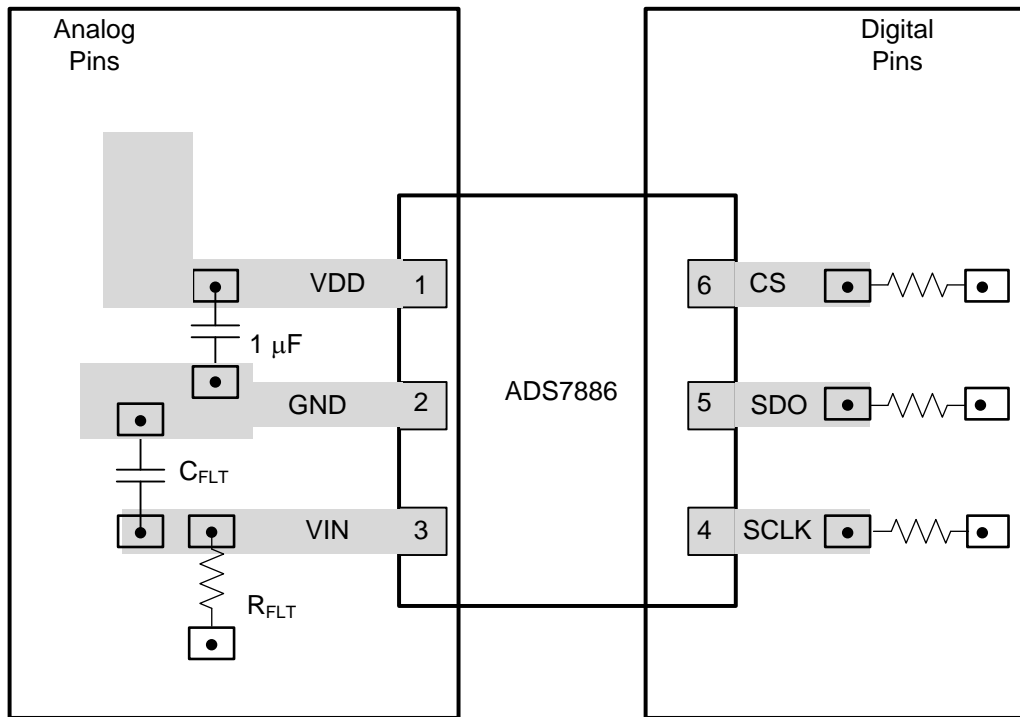 Analog
Pins
Digital
Pins
VDD
1
1 μF
GND
2
C_FLT
VIN
3
R_FLT
ADS7886
6
CS
5
SDO
4
SCLK